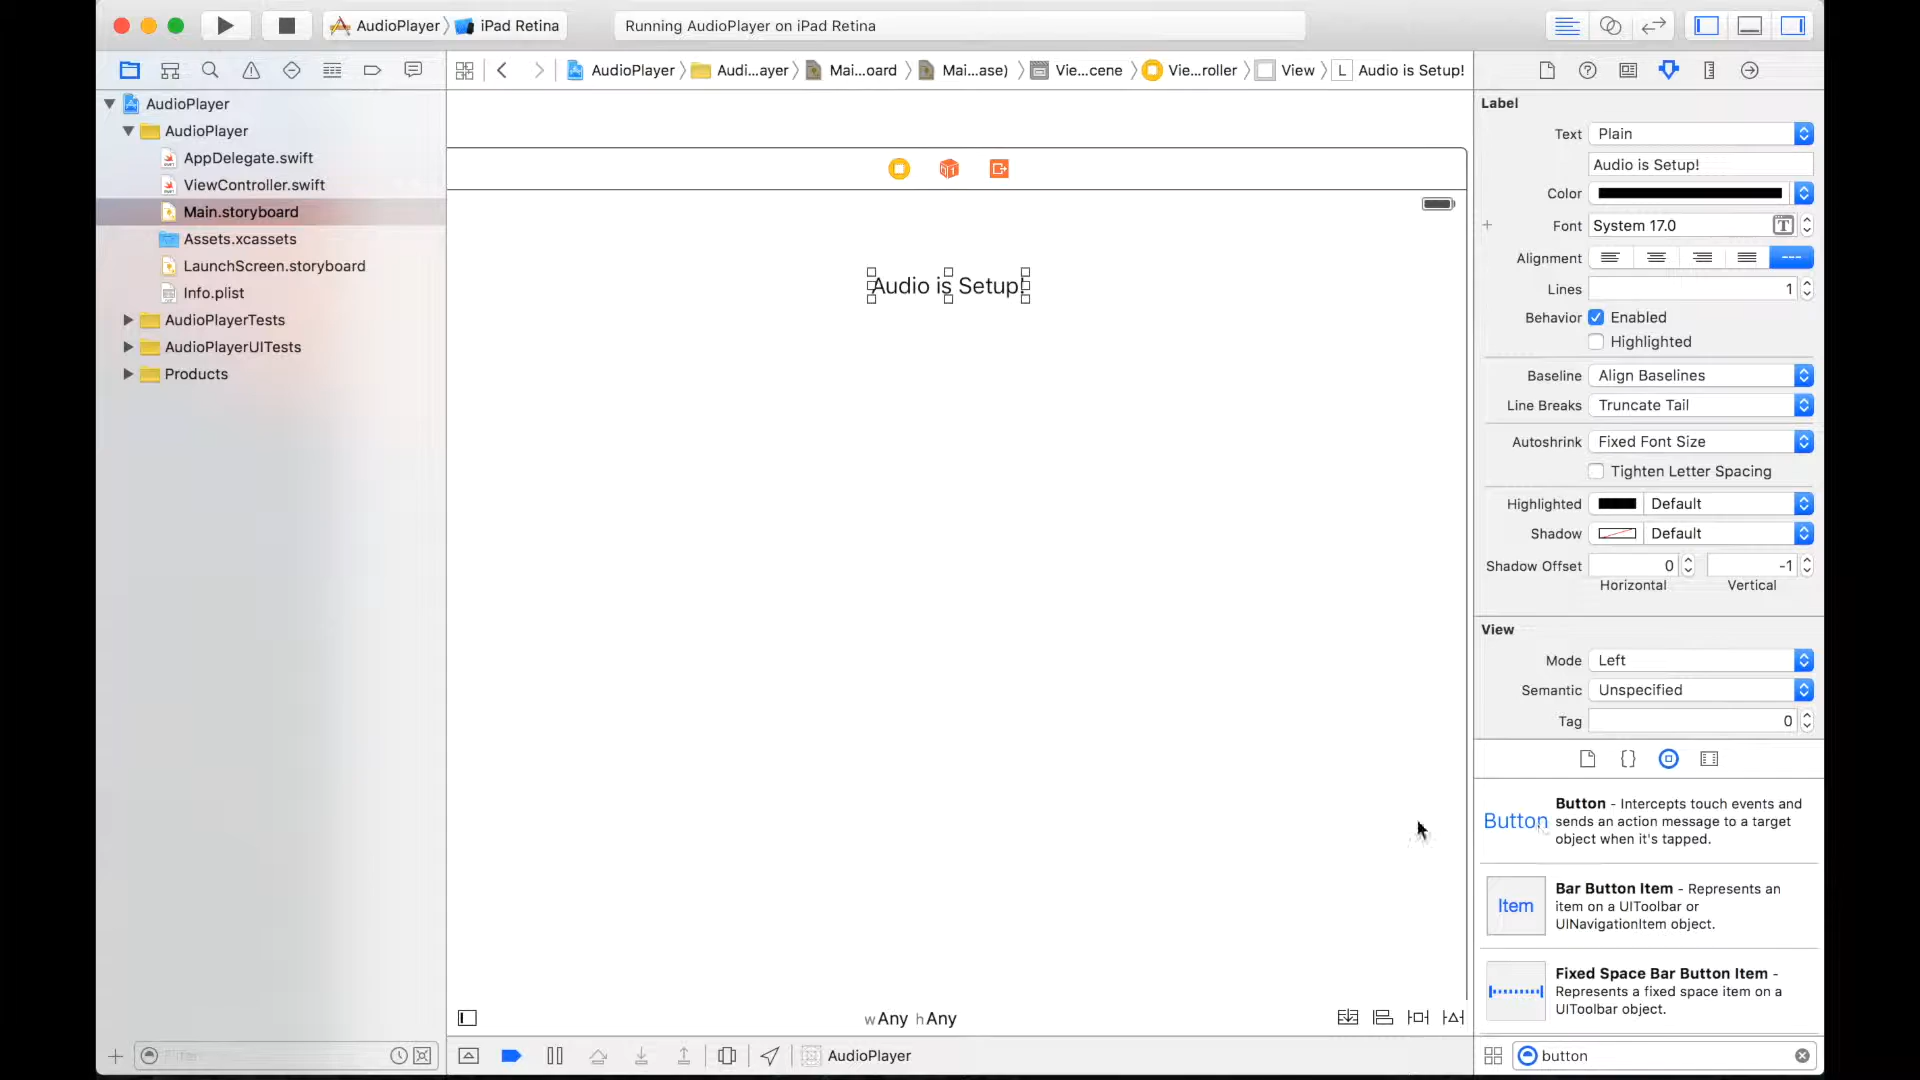 AudioPlayer
iPad Retina
Running AudioPlayer on iPad Retina
AudioPlayer
Audi...ayer
Mai...oard
Mai...ase)
Vie...cene
Vie...roller
View
L
Audio is Setup!
AudioPlayer
AudioPlayer
AppDelegate.swift
ViewController.swift
Main.storyboard
Assets.xcassets
LaunchScreen.storyboard
Info.plist
AudioPlayerTests
AudioPlayerUITests
Products
Audio is Setup!
wAny hAny
AudioPlayer
Label
Text Plain
Audio is Setup!
Color
Font System 17.0
Alignment
Lines 1
Behavior Enabled
Highlighted
Baseline Align Baselines
Line Breaks Truncate Tail
Autoshrink Fixed Font Size
Tighten Letter Spacing
Highlighted Default
Shadow Default
Shadow Offset 0 -1
Horizontal Vertical
View
Mode Left
Semantic Unspecified
Tag 0
Button
Button - Intercepts touch events and
sends an action message to a target
object when it's tapped.
Item
Bar Button Item - Represents an
item on a UIToolbar or
UINavigationItem object.
Fixed Space Bar Button Item -
Represents a fixed space item on a
UIToolbar object.
button